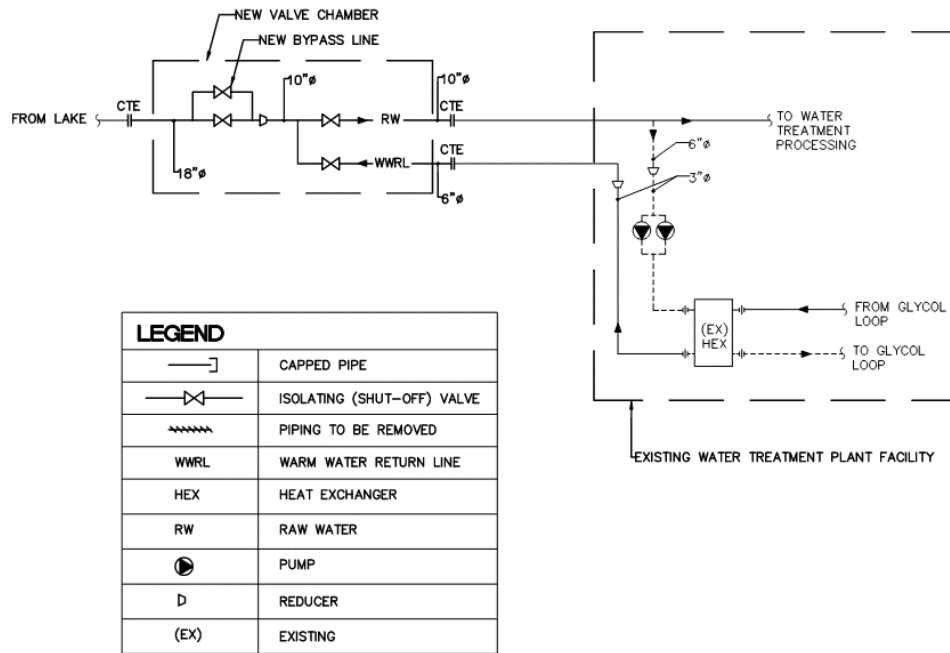 NEW VALVE CHAMBER
NEW BYPASS LINE
10"ø
10"ø
CTE
CTE
FROM LAKE
RW
TO WATER
TREATMENT
PROCESSING
CTE
WWRL
18"ø
6"ø
6"ø
3"ø
FROM GLYCOL
LOOP
(EX)
HEX
TO GLYCOL
LOOP
EXISTING WATER TREATMENT PLANT FACILITY
LEGEND
CAPPED PIPE
ISOLATING (SHUT-OFF) VALVE
PIPING TO BE REMOVED
WWRL WARM WATER RETURN LINE
HEX HEAT EXCHANGER
RW RAW WATER
PUMP
REDUCER
(EX) EXISTING